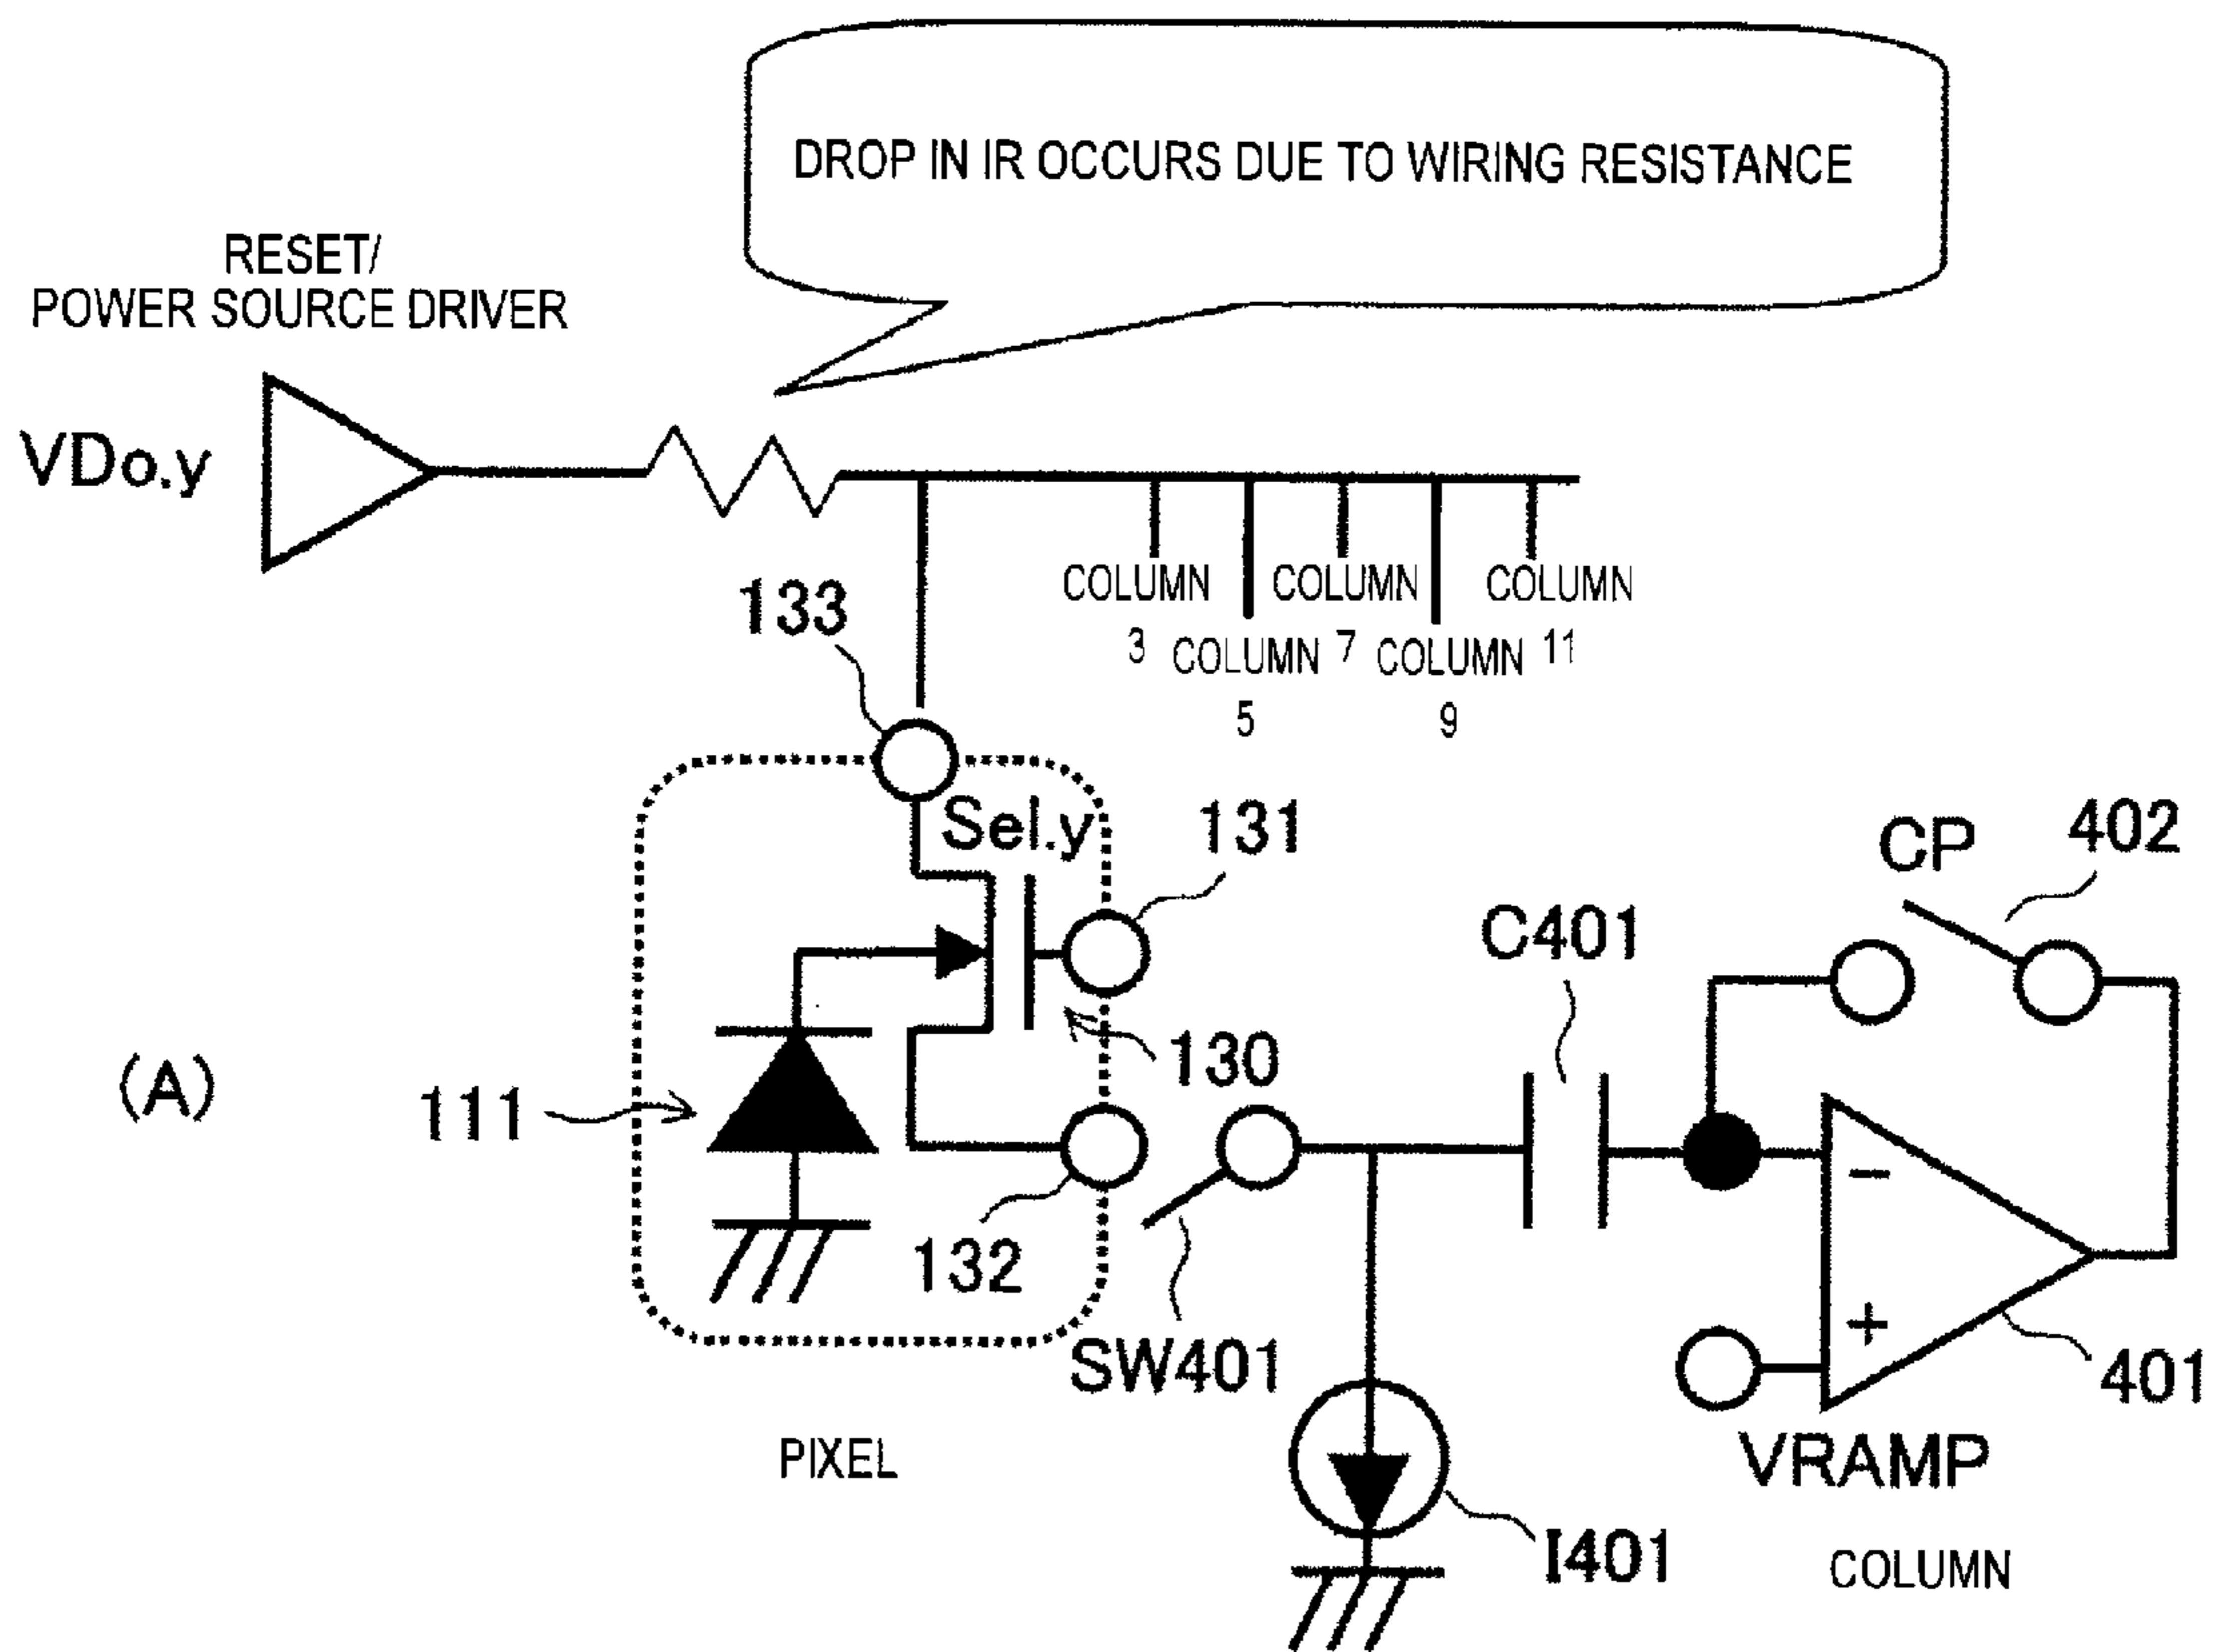 DROP IN IR OCCURS DUE TO WIRING RESISTANCE
RESET/
POWER SOURCE DRIVER
VDo.y
COLUMN
3
COLUMN
5
COLUMN
7
COLUMN
9
COLUMN
11
133
Sel.y
131
CP
402
C401
130
(A)
111
132
SW401
−
+
401
VRAMP
PIXEL
I401
COLUMN